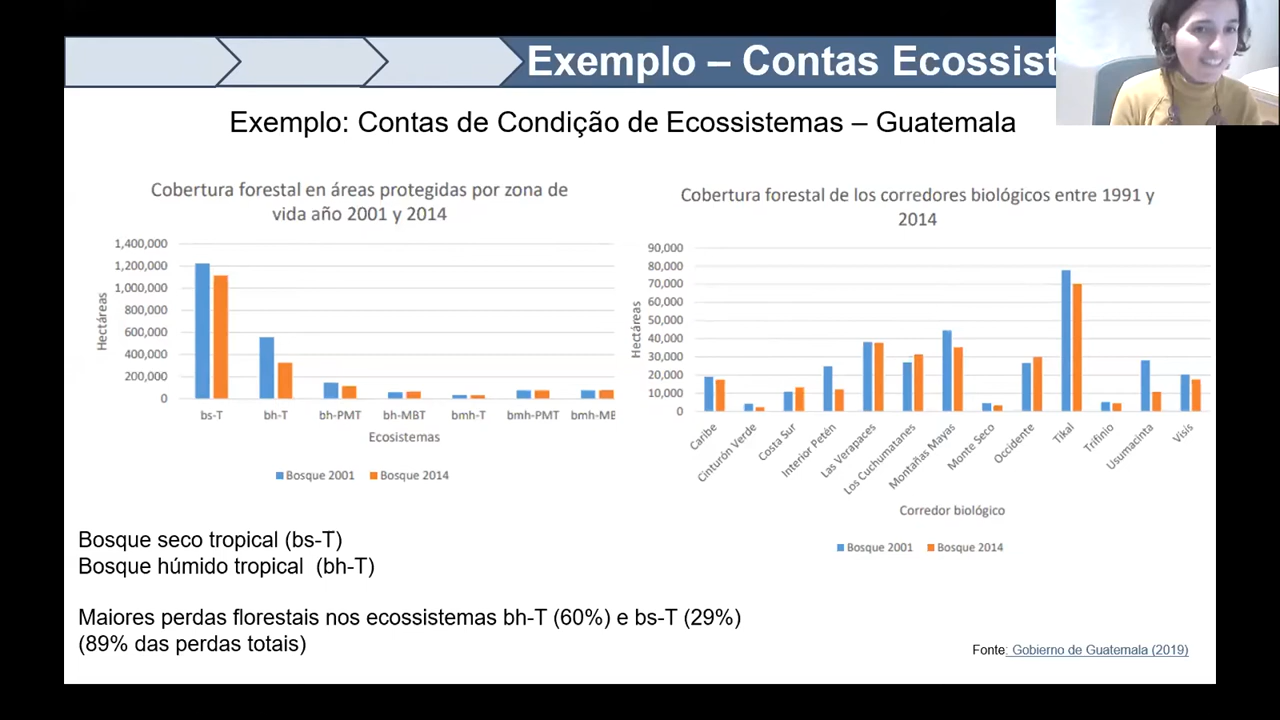 Exemplo – Contas Ecossist
Exemplo: Contas de Condição de Ecossistemas – Guatemala
Cobertura forestal en áreas protegidas por zona de
vida año 2001 y 2014
1,400,000
1,200,000
1,000,000
800,000
600,000
400,000
200,000
0
Hectáreas
bs-T bh-T bh-PMT bh-MBT bmh-T bmh-PMT bmh-MB
Ecosistemas
Bosque 2001 Bosque 2014
Cobertura forestal de los corredores biológicos entre 1991 y
2014
90,000
80,000
70,000
60,000
50,000
40,000
30,000
20,000
10,000
0
Hectáreas
Caribe Cinturón Verde Costa Sur Interior Petén Las Verapaces Los Cuchumatanes Montañas Mayas Monte Seco Occidente Tikal Trifinio Usumacinta Visís
Corredor biológico
Bosque 2001 Bosque 2014
Bosque seco tropical (bs-T)
Bosque húmido tropical (bh-T)
Maiores perdas florestais nos ecossistemas bh-T (60%) e bs-T (29%)
(89% das perdas totais)
Fonte: Gobierno de Guatemala (2019)